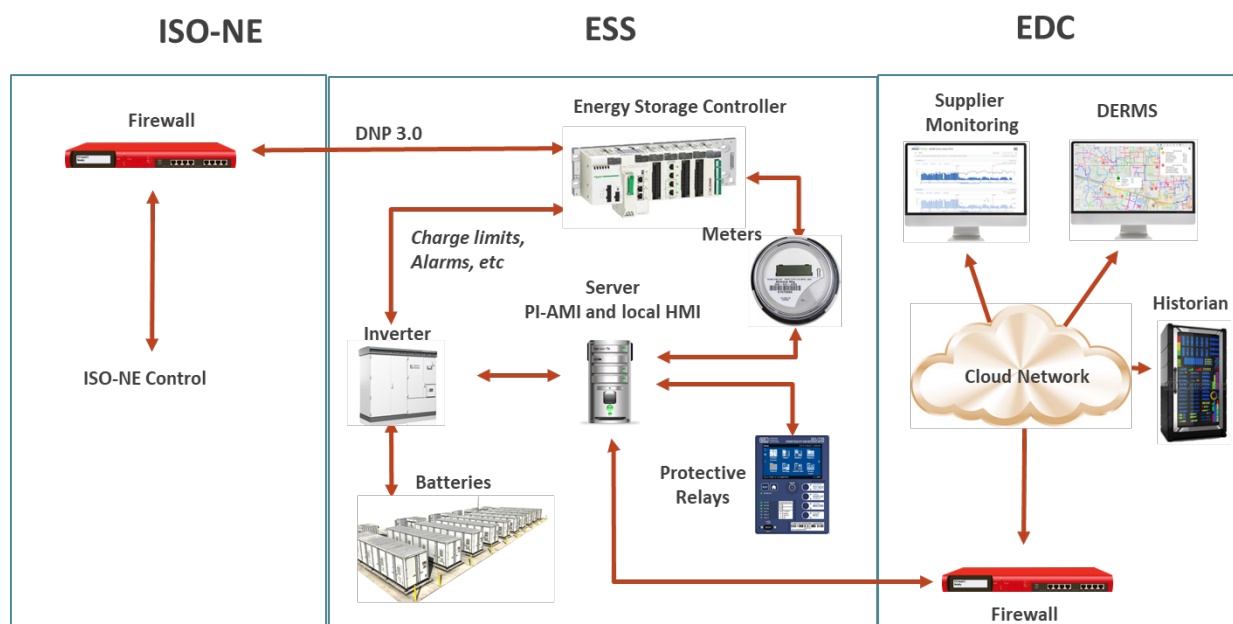 ISO-NE
ESS
EDC
Firewall
DNP 3.0
Energy Storage Controller
Supplier
Monitoring
DERMS
Charge limits,
Alarms, etc
Meters
Server
PI-AMI and local HMI
Inverter
Historian
ISO-NE Control
Cloud Network
Batteries
Protective
Relays
Firewall